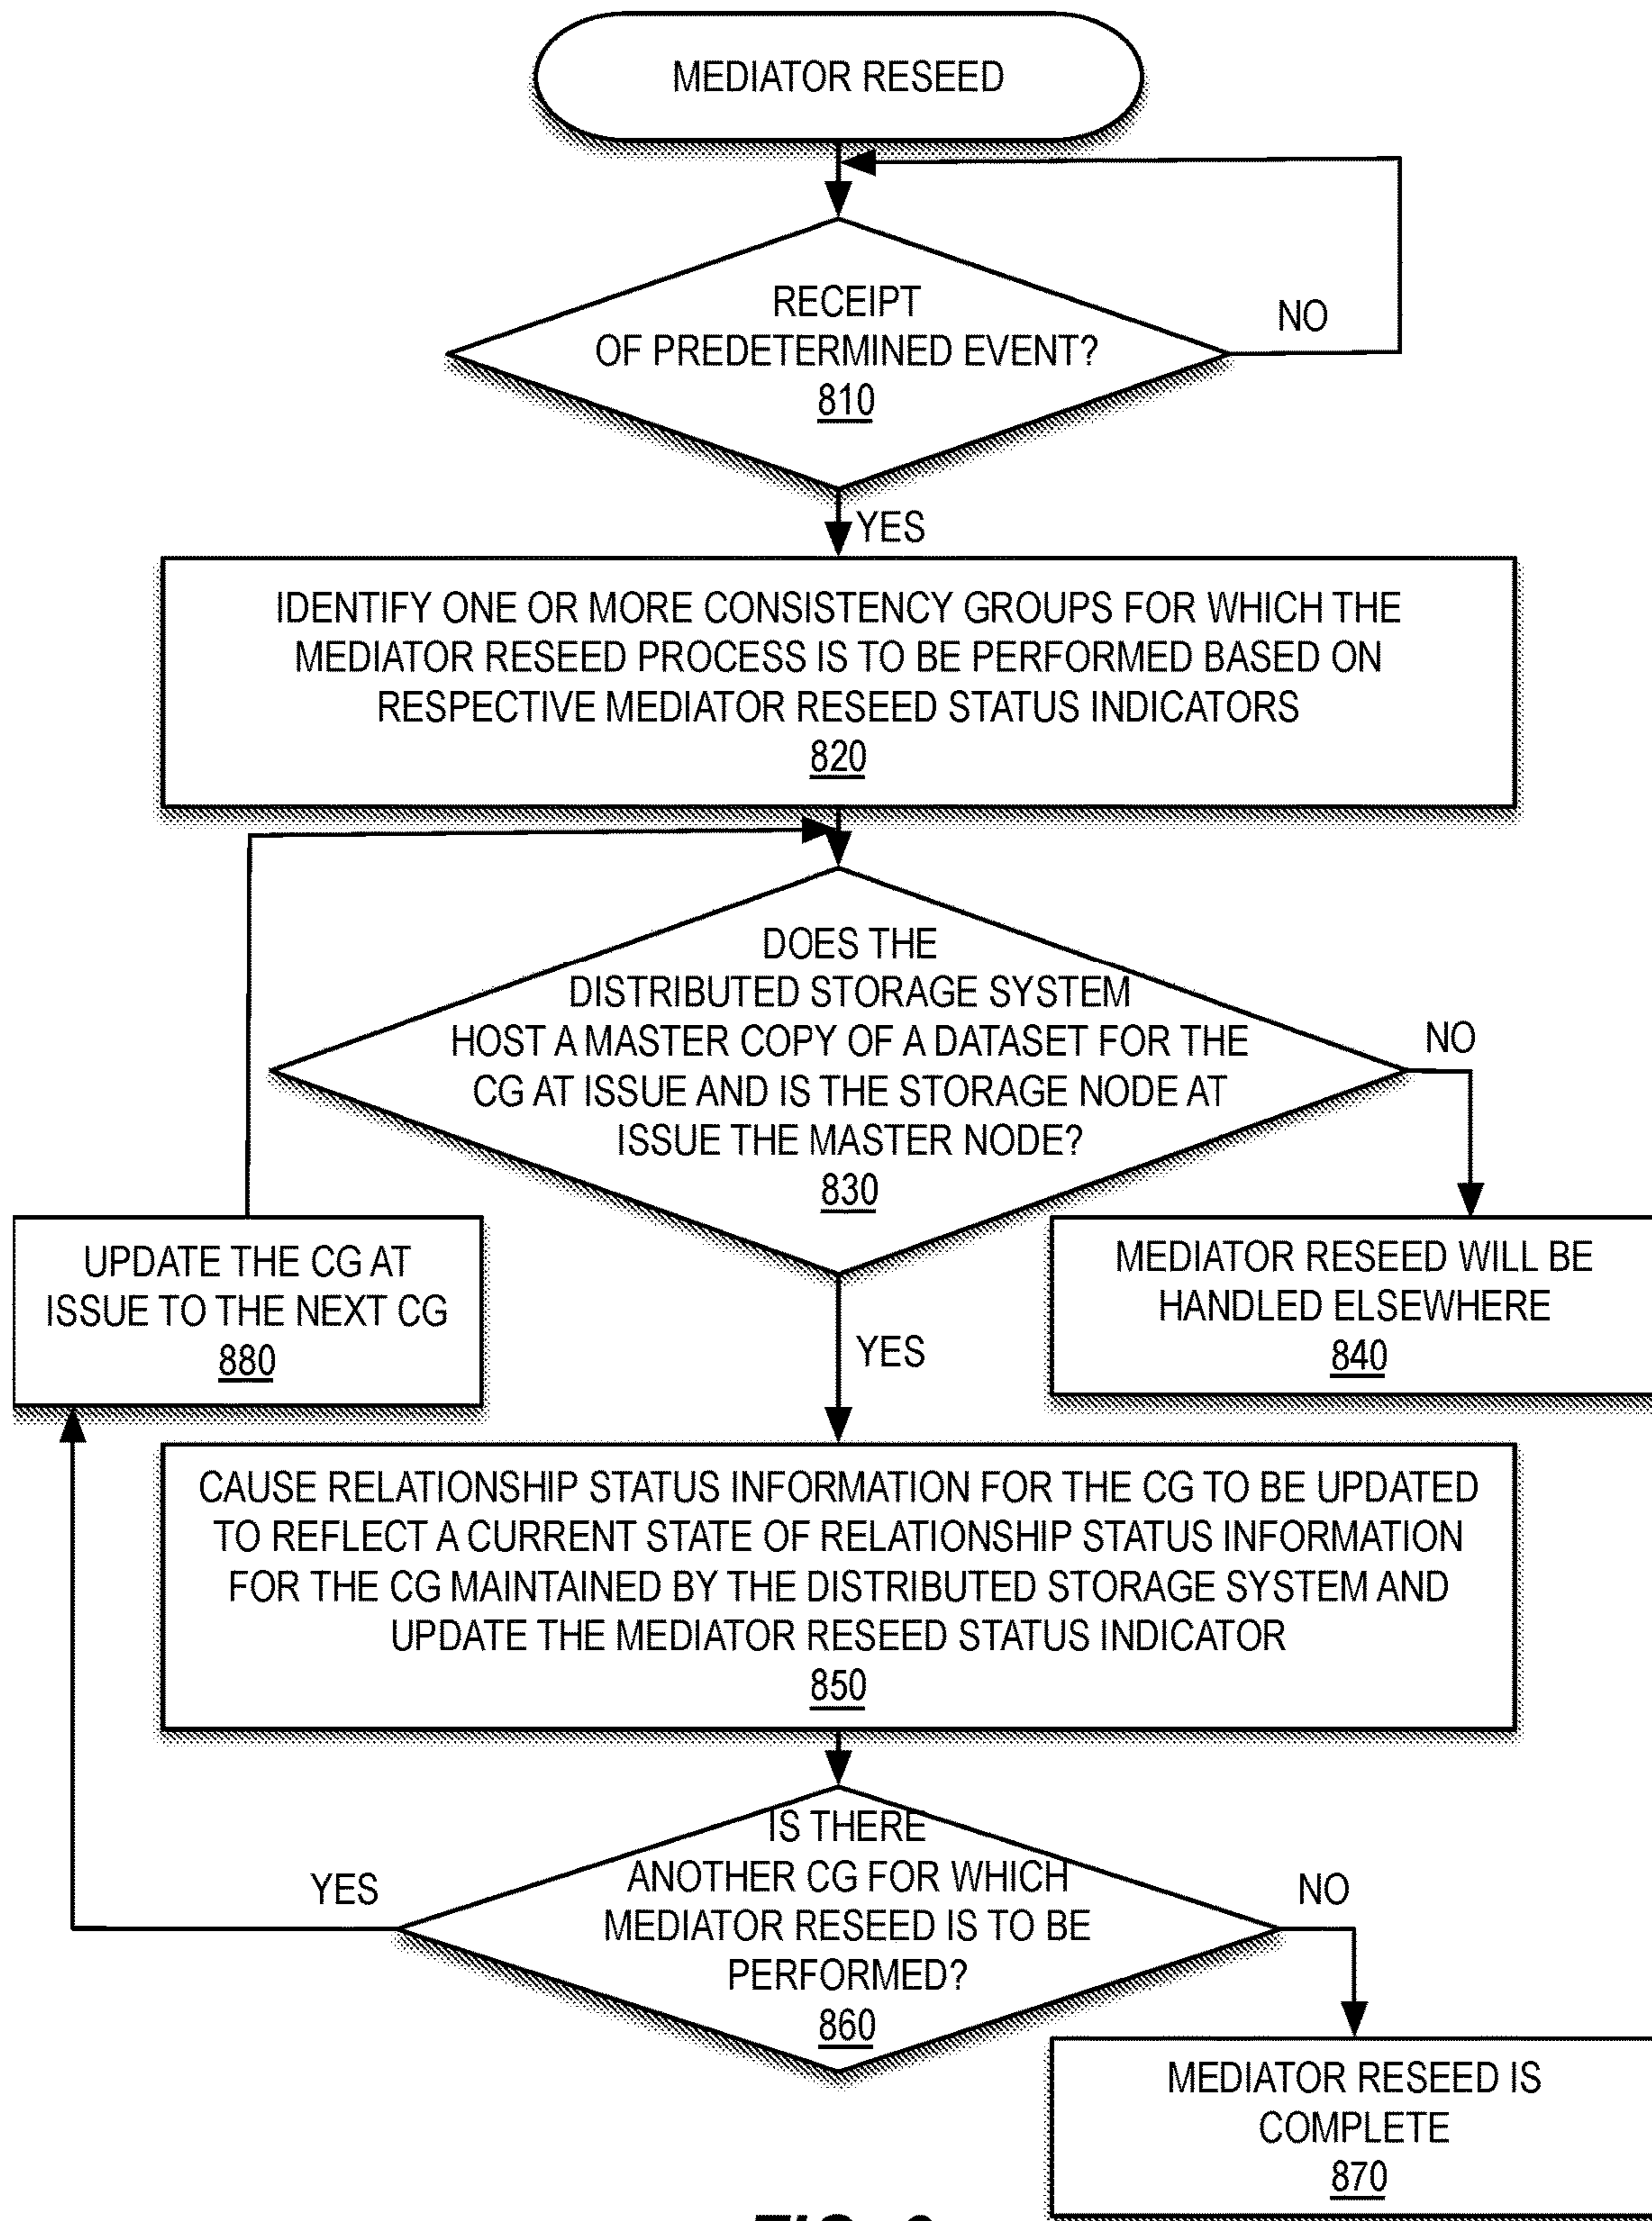 MEDIATOR RESEED
RECEIPT
OF PREDETERMINED EVENT?
810
NO
YES
IDENTIFY ONE OR MORE CONSISTENCY GROUPS FOR WHICH THE
MEDIATOR RESEED PROCESS IS TO BE PERFORMED BASED ON
RESPECTIVE MEDIATOR RESEED STATUS INDICATORS
820
DOES THE
DISTRIBUTED STORAGE SYSTEM
HOST A MASTER COPY OF A DATASET FOR THE
CG AT ISSUE AND IS THE STORAGE NODE AT
ISSUE THE MASTER NODE?
830
NO
UPDATE THE CG AT
ISSUE TO THE NEXT CG
880
MEDIATOR RESEED WILL BE
HANDLED ELSEWHERE
840
YES
CAUSE RELATIONSHIP STATUS INFORMATION FOR THE CG TO BE UPDATED
TO REFLECT A CURRENT STATE OF RELATIONSHIP STATUS INFORMATION
FOR THE CG MAINTAINED BY THE DISTRIBUTED STORAGE SYSTEM AND
UPDATE THE MEDIATOR RESEED STATUS INDICATOR
850
IS THERE
ANOTHER CG FOR WHICH
MEDIATOR RESEED IS TO BE
PERFORMED?
860
YES
NO
MEDIATOR RESEED IS
COMPLETE
870